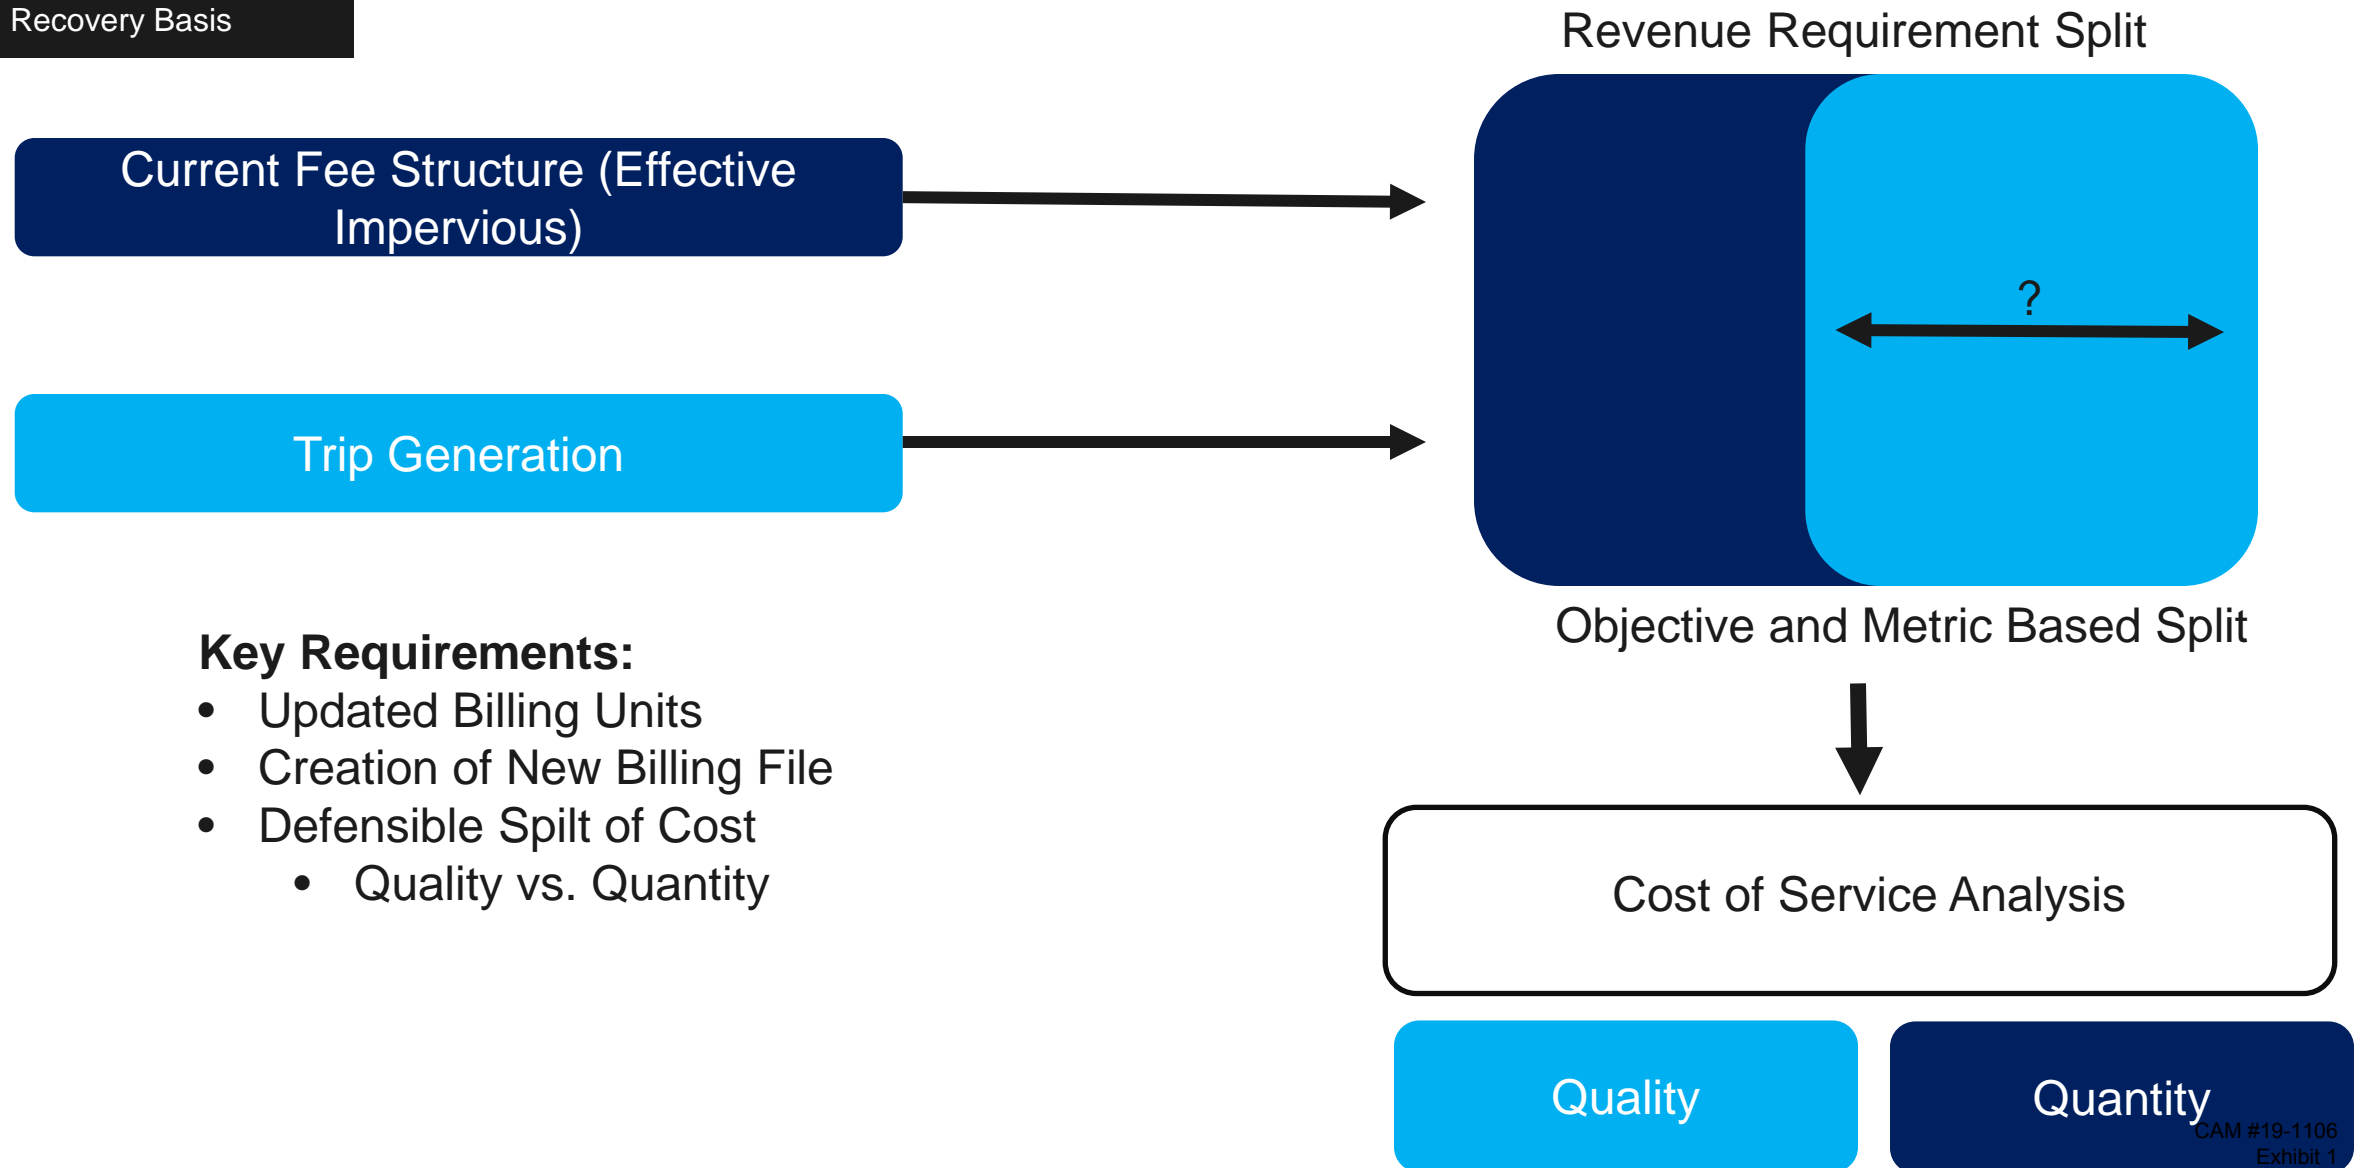 Recovery Basis
Revenue Requirement Split
Current Fee Structure (Effective
Impervious)
?
Trip Generation
Objective and Metric Based Split
Key Requirements:
• Updated Billing Units
• Creation of New Billing File
• Defensible Spilt of Cost
• Quality vs. Quantity
Cost of Service Analysis
Quality
Quantity
CAM #19-1106
Exhibit 1